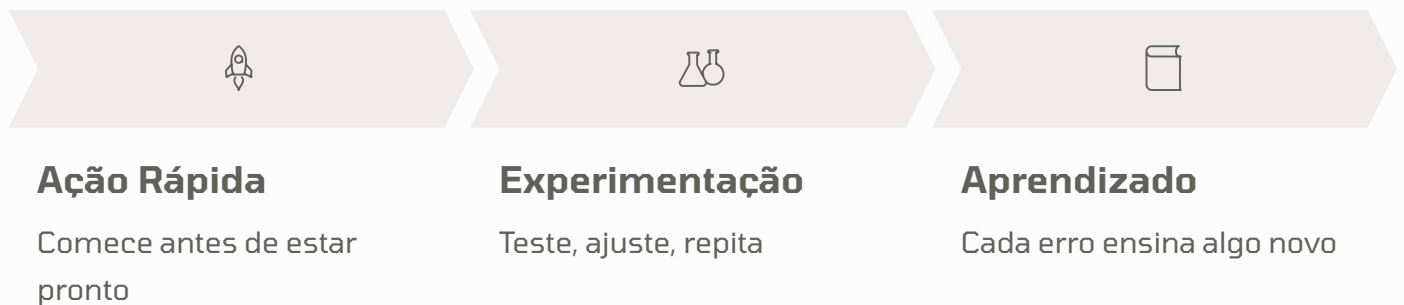 Ação Rápida
Comece antes de estar
pronto
Experimentação
Teste, ajuste, repita
Aprendizado
Cada erro ensina algo novo